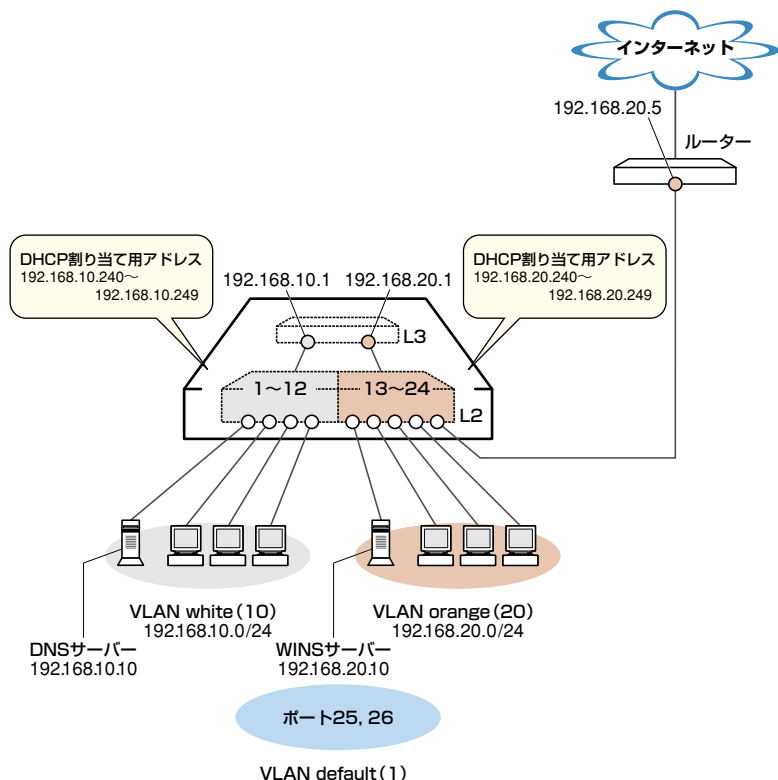 インターネット
192.168.20.5
ルーター
DHCP割り当て用アドレス
192.168.10.240～
192.168.10.249
192.168.10.1
192.168.20.1
DHCP割り当て用アドレス
192.168.20.240～
192.168.20.249
L3
1～12
13～24
L2
VLAN white(10)
192.168.10.0/24
VLAN orange(20)
192.168.20.0/24
DNSサーバー
192.168.10.10
WINSサーバー
192.168.20.10
ポート25, 26
VLAN default(1)